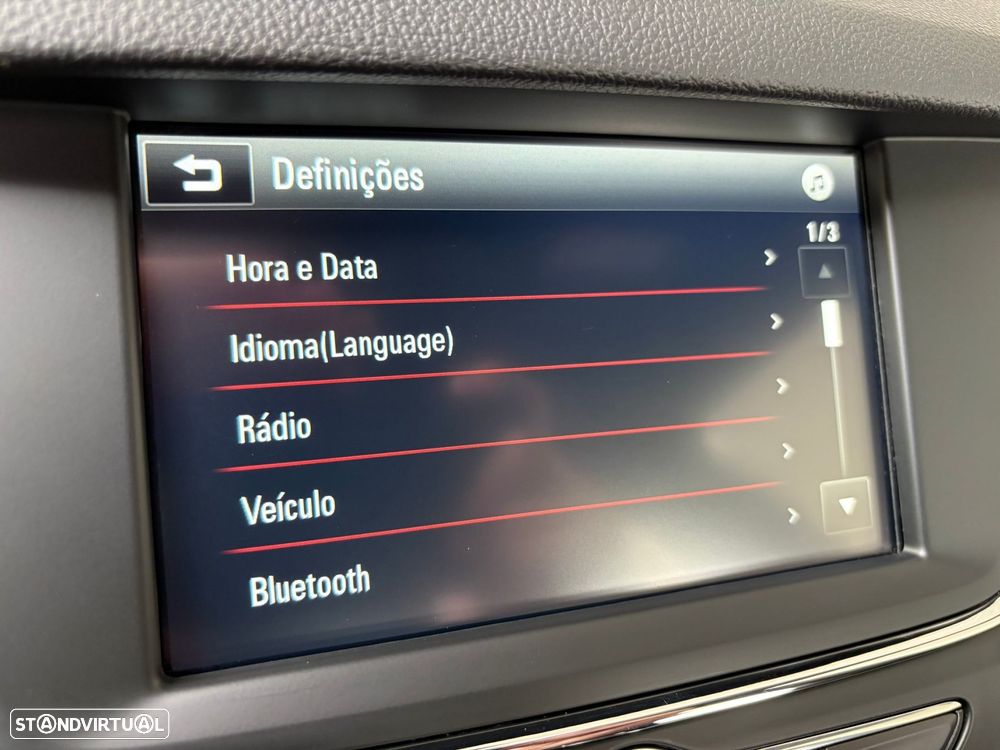 Definições
1/3
Hora e Data
Idioma(Language)
Rádio
Veículo
Bluetooth
STANDVIRTUAL